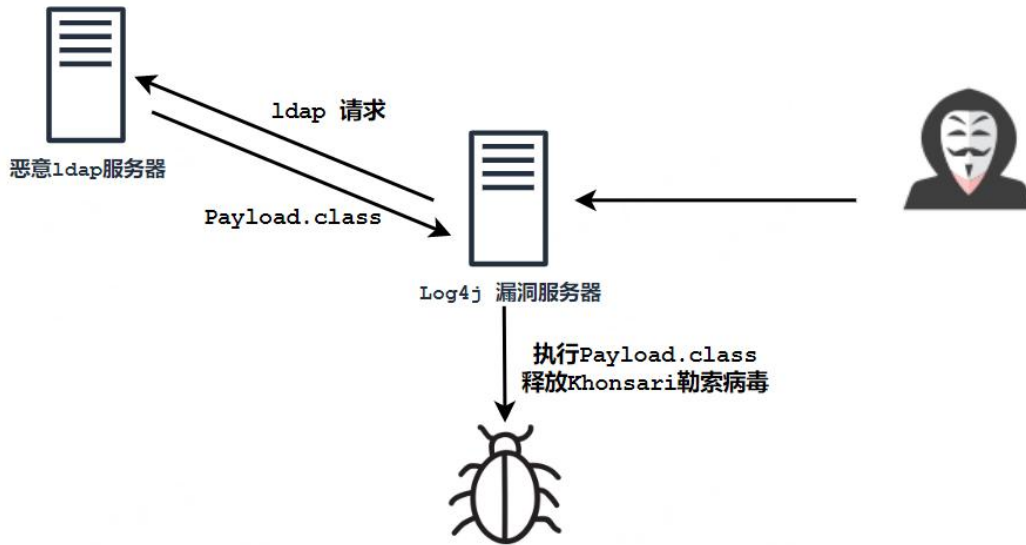 ldap 请求
恶意ldap服务器
Payload.class
Log4j 漏洞服务器
执行Payload.class
释放Khonsari勒索病毒